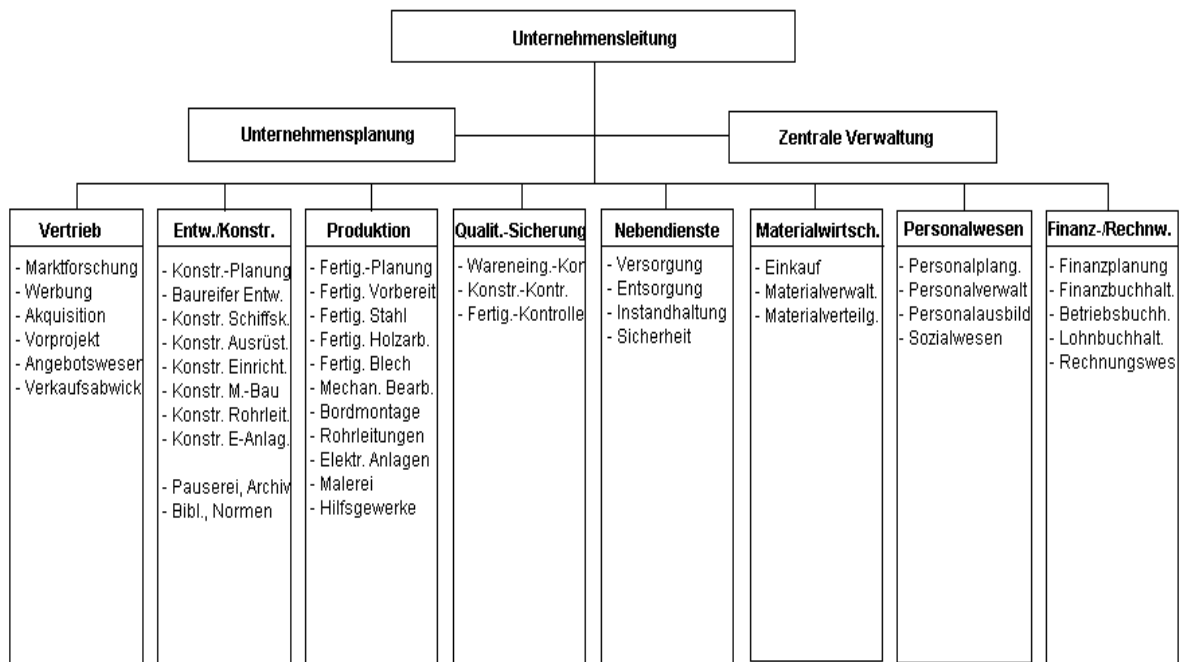 Unternehmensleitung
Unternehmensplanung
Zentrale Verwaltung
Vertrieb
- Marktforschung
- Werbung
- Akquisition
- Vorprojekt
- Angebotsweser
- Verkaufsabwick
Entw./Konstr.
- Konstr.-Planung
- Baureifer Entw.
- Konstr. Schiffsk.
- Konstr. Ausrüst.
- Konstr. Einricht.
- Konstr. M.-Bau
- Konstr. Rohrleit.
- Konstr. E-Anlag.
- Pauserei, Archiv
- Bibl., Normen
Produktion
- Fertig.-Planung
- Fertig. Vorbereit
- Fertig. Stahl
- Fertig. Holzarb.
- Fertig. Blech
- Mechan. Bearb.
- Bordmontage
- Rohrleitungen
- Elektr. Anlagen
- Malerei
- Hilfsgewerke
Qualit.-Sicherung
- Wareneing.-Kor
- Konstr.-Kontr.
- Fertig.-Kontrolle
Nebendienste
- Versorgung
- Entsorgung
- Instandhaltung
- Sicherheit
Materialwirtsch.
- Einkauf
- Materialverwalt.
- Materialverteilg.
Personalwesen
- Personalplang.
- Personalverwalt
- Personalausbild
- Sozialwesen
Finanz-/Rechnw.
- Finanzplanung
- Finanzbuchhalt.
- Betriebsbuchh.
- Lohnbuchhalt.
- Rechnungswes